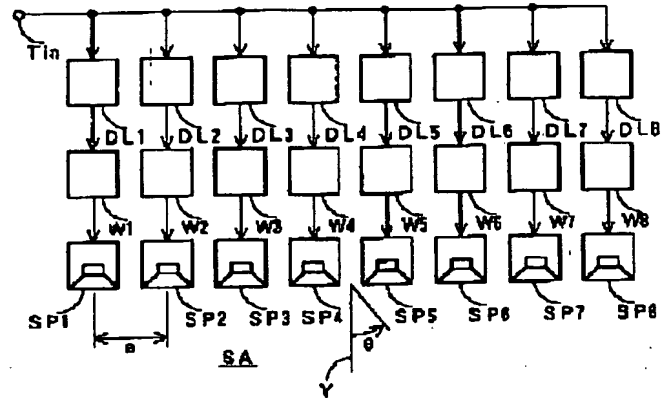 Tin
DL1 DL2 DL3 DL4 DL5 DL6 DL7 DL8
W1 W2 W3 W4 W5 W6 W7 W8
SP1 SP2 SP3 SP4 SP5 SP6 SP7 SP8
a
θ
SA
Y